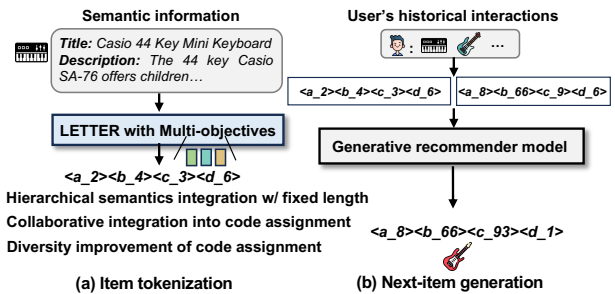 Semantic information
Title: Casio 44 Key Mini Keyboard
Description: The 44 key Casio
SA-76 offers children…
LETTER with Multi-objectives
<a_2><b_4><c_3><d_6>
Hierarchical semantics integration w/ fixed length
Collaborative integration into code assignment
Diversity improvement of code assignment
(a) Item tokenization
User's historical interactions
: ...
<a_2><b_4><c_3><d_6> <a_8><b_66><c_9><d_6>
Generative recommender model
<a_8><b_66><c_93><d_1>
(b) Next-item generation